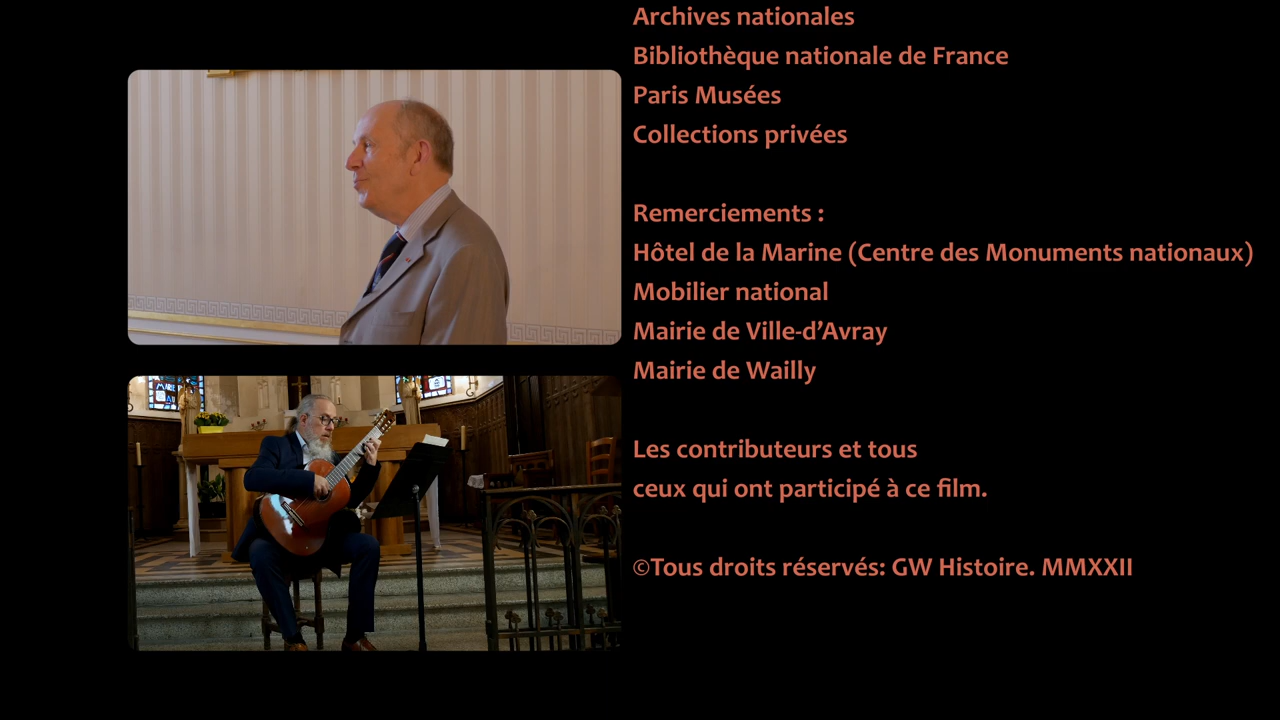 Archives nationales
Bibliothèque nationale de France
Paris Musées
Collections privées
Remerciements :
Hôtel de la Marine (Centre des Monuments nationaux)
Mobilier national
Mairie de Ville-d’Avray
Mairie de Wailly
Les contributeurs et tous
ceux qui ont participé à ce film.
©Tous droits réservés: GW Histoire. MMXXII